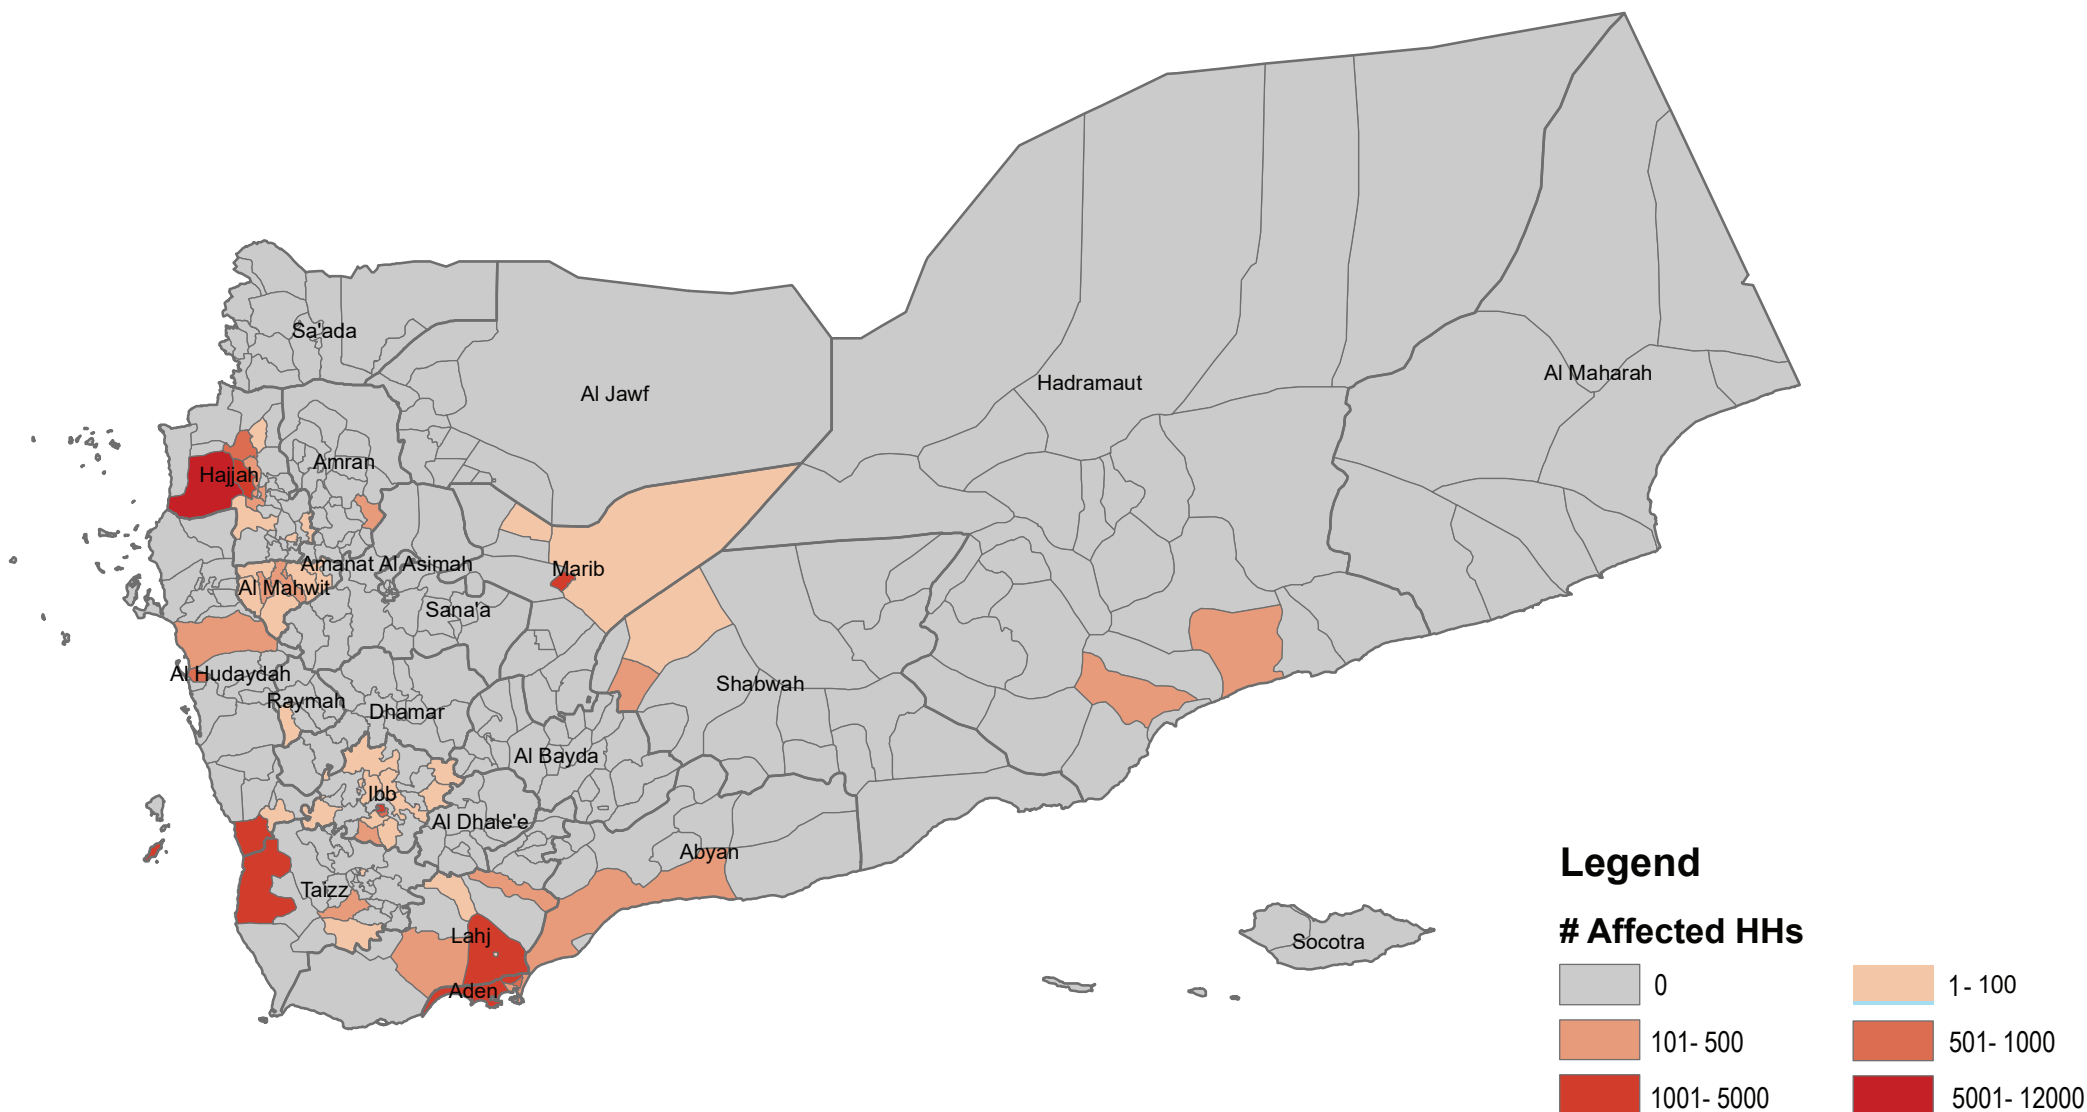 Sa'ada
Al Jawf
Hadramaut
Al Maharah
Hajjah
Amran
Amanat Al Asimah
Marib
Al Mahwit
Sana'a
Al Hudaydah
Raymah
Dhamar
Shabwah
Al Bayda
Ibb
Al Dhale'e
Abyan
Taizz
Lahj
Aden
Socotra
Legend
# Affected HHs
0
1- 100
101- 500
501- 1000
1001- 5000
5001- 12000